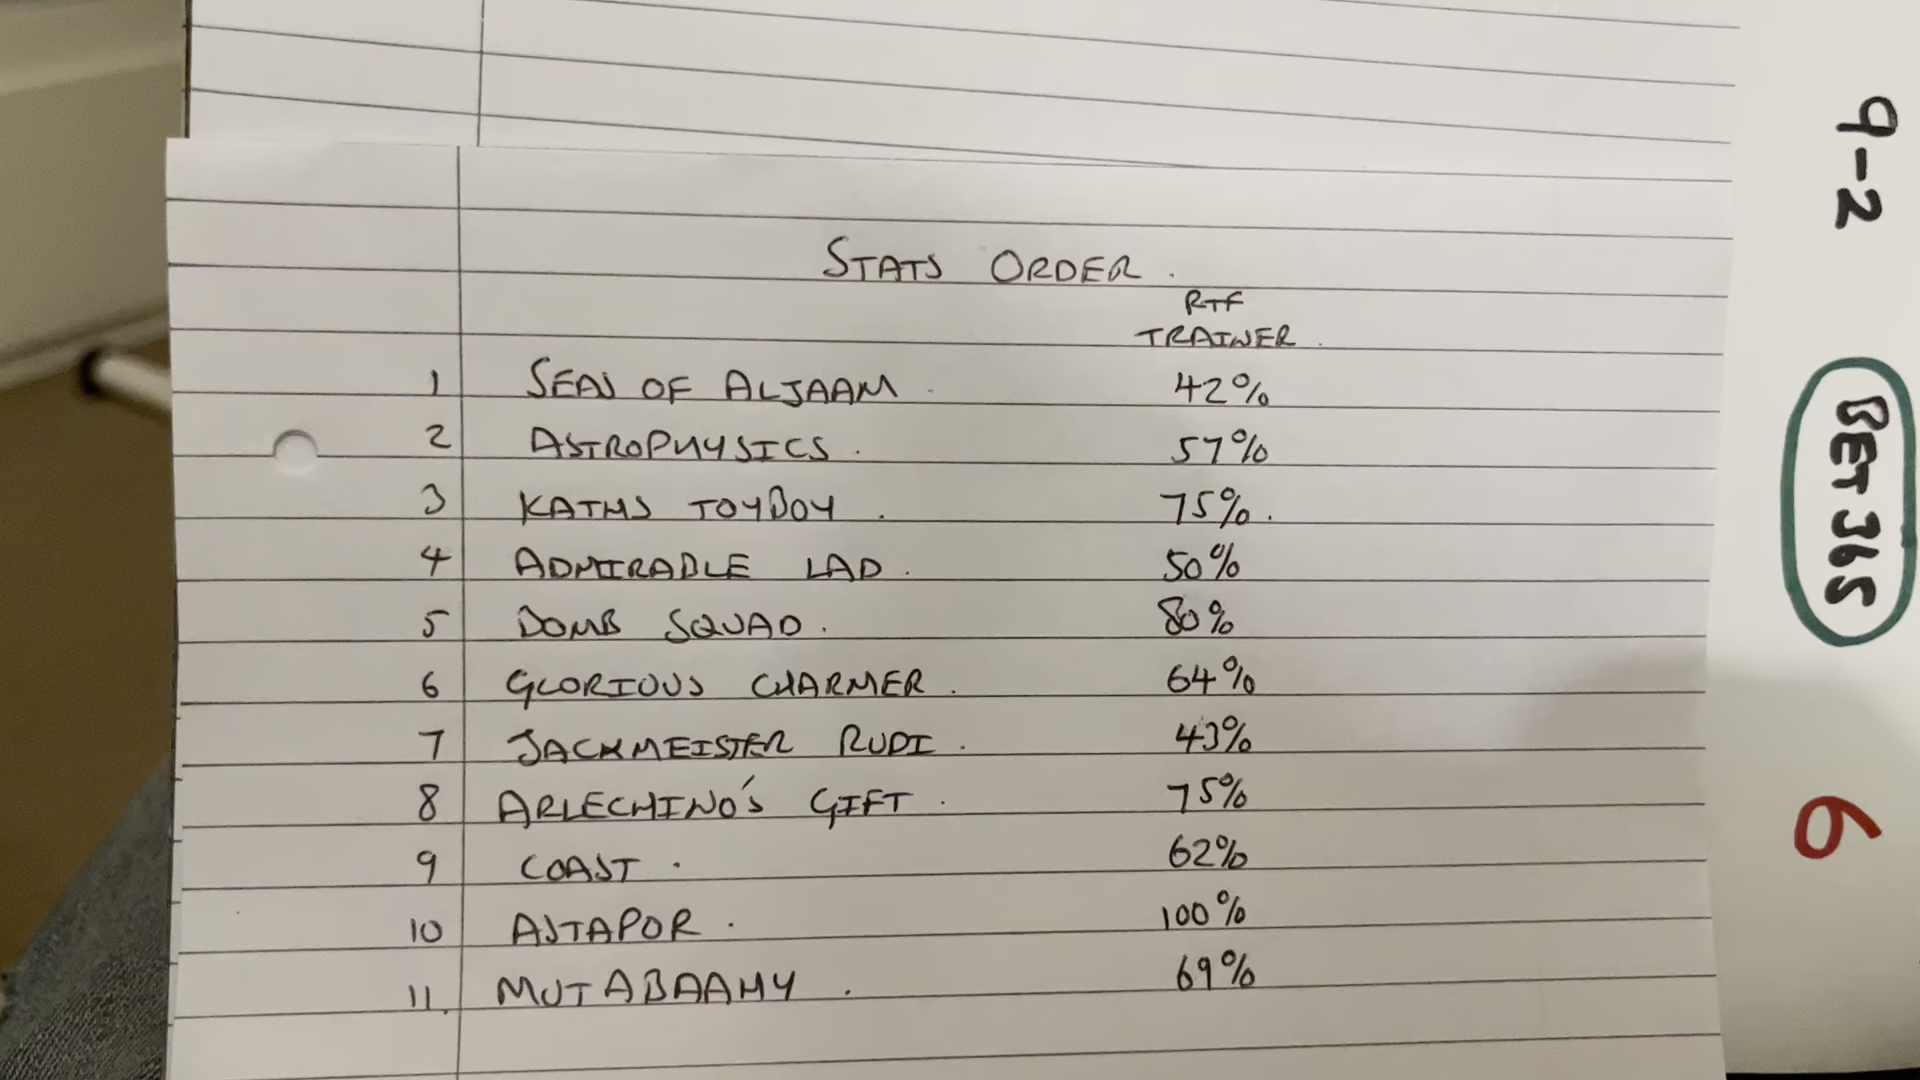 STATS ORDER.
RTF
TRAINER.
1 SEAS OF ALJAAM. 42%
2 ASTROPHYSICS. 57%
3 KATHS TOYBOY. 75%.
4 ADMIRABLE LAD. 50%
5 BOMB SQUAD. 80%
6 GLORIOUS CHARMER. 64%
7 JACKMEISTER RUDI. 43%
8 ARLECHINO'S GIFT. 75%
9 COAST. 62%
10 ASTAPOR. 100%
11. MUTABAAHY. 69%
9-2
BET 365
6